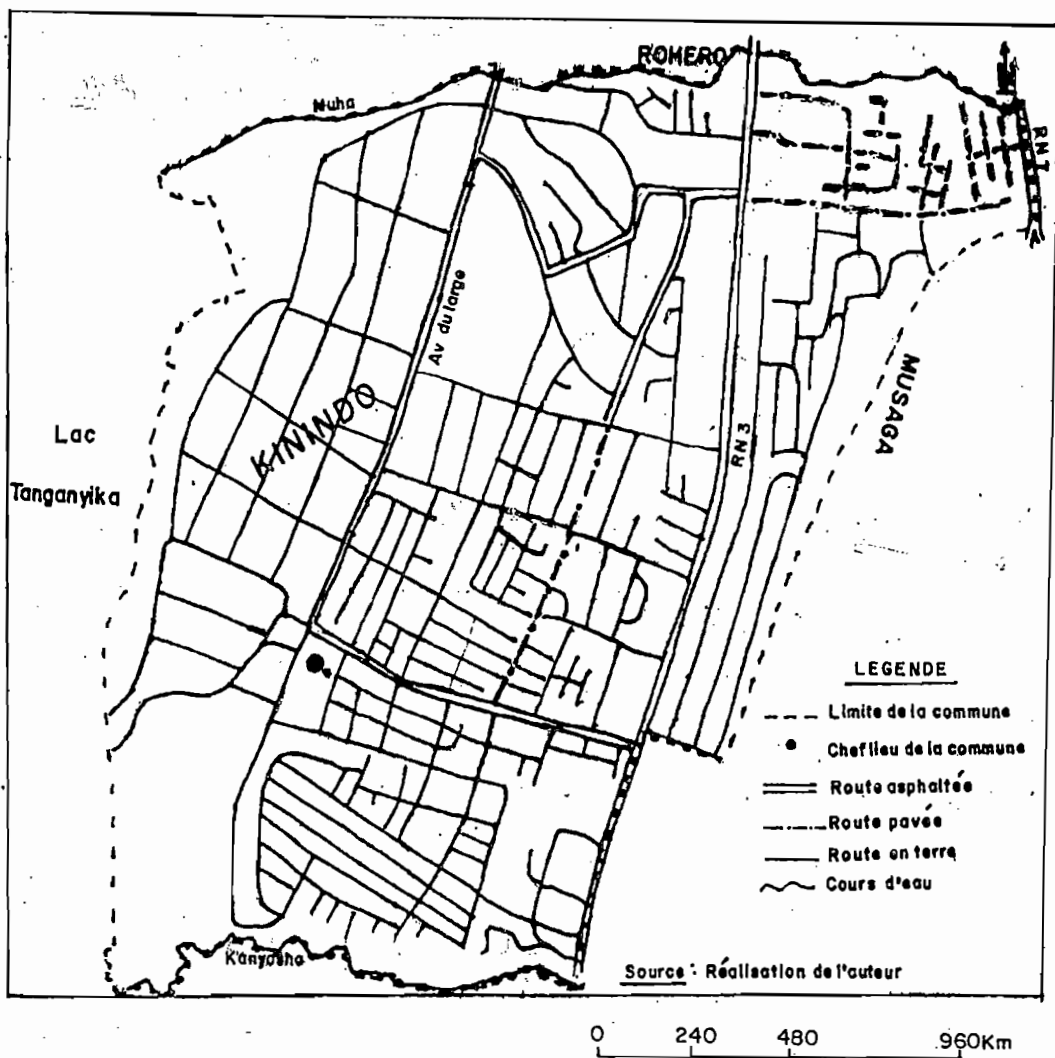 ROHERO
Muha
RN 7
Av du large
KININDO
MUSAGA
Lac
Tanganyika
RN 3
LEGENDE
Limite de la commune
Chef lieu de la commune
Route asphaltée
Route pavée
Route en terre
Cours d'eau
Kanyosha
Source : Réalisation de l'auteur
0 240 480 960Km